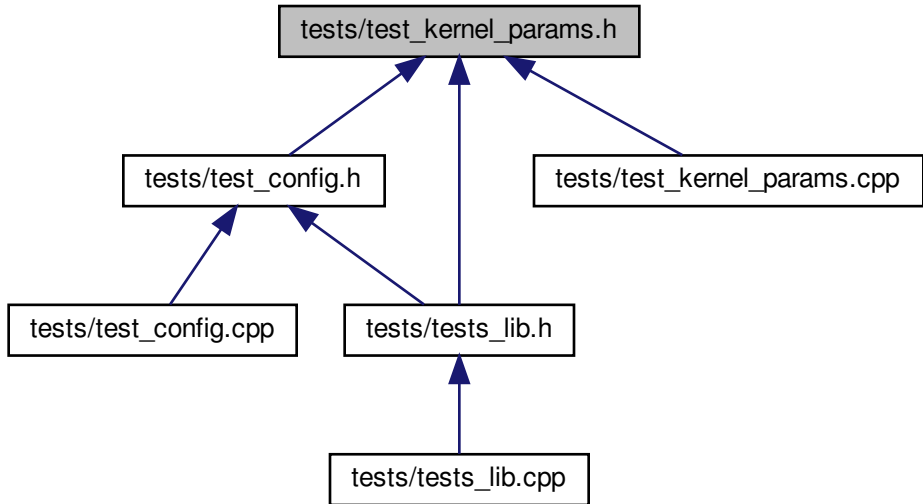 tests/test_kernel_params.h
tests/test_config.h
tests/test_kernel_params.cpp
tests/test_config.cpp
tests/tests_lib.h
tests/tests_lib.cpp